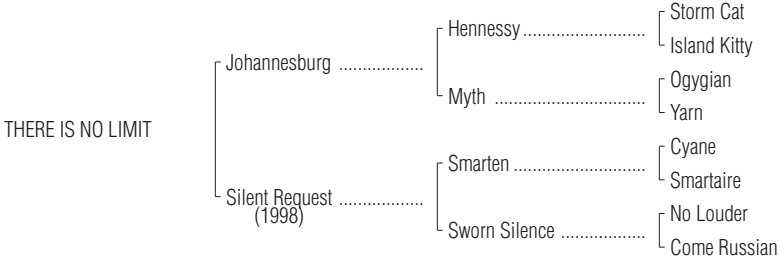 Storm Cat
Hennessy ..........................
Island Kitty
Johannesburg ..................
Ogygian
Myth ................................
Yarn
THERE IS NO LIMIT
Cyane
Smarten ............................
Smartaire
Silent Request ..................
(1998)
No Louder
Sworn Silence ..................
Come Russian